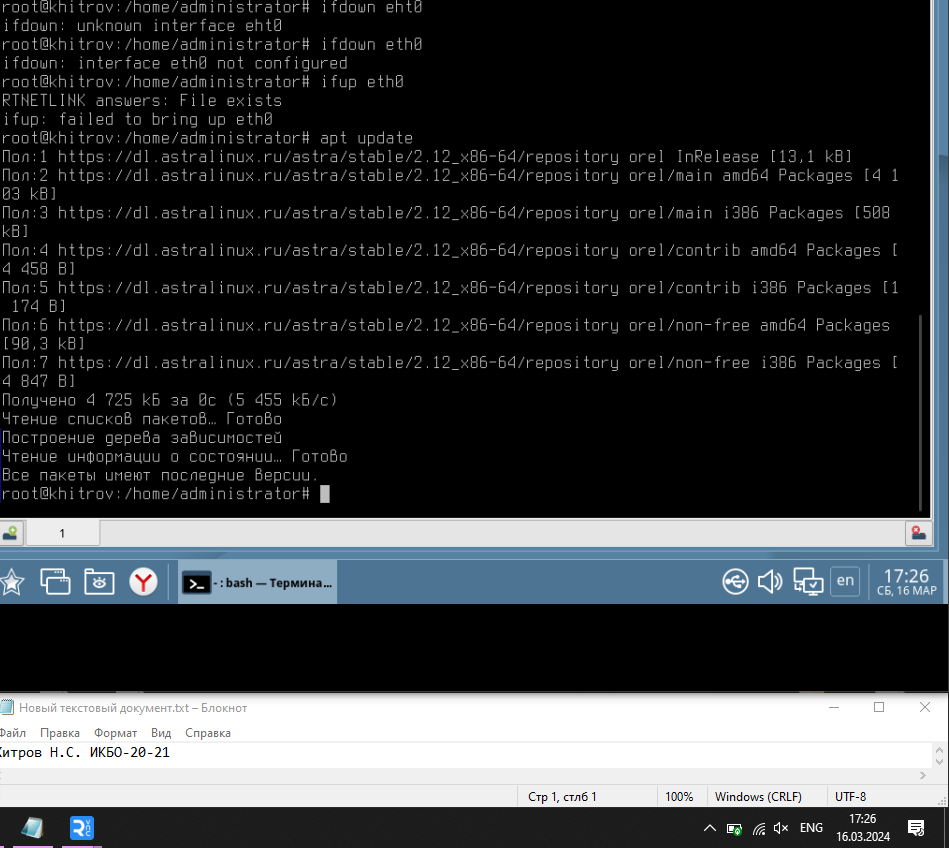 root@khitrov:/home/administrator# ifdown eht0
ifdown: unknown interface eht0
root@khitrov:/home/administrator# ifdown eth0
ifdown: interface eth0 not configured
root@khitrov:/home/administrator# ifup eth0
RTNETLINK answers: File exists
ifup: failed to bring up eth0
root@khitrov:/home/administrator# apt update
Пол:1 https://dl.astralinux.ru/astra/stable/2.12_x86-64/repository orel InRelease [13,1 kB]
Пол:2 https://dl.astralinux.ru/astra/stable/2.12_x86-64/repository orel/main amd64 Packages [4 1
03 kB]
Пол:3 https://dl.astralinux.ru/astra/stable/2.12_x86-64/repository orel/main i386 Packages [508
kB]
Пол:4 https://dl.astralinux.ru/astra/stable/2.12_x86-64/repository orel/contrib amd64 Packages [
4 458 B]
Пол:5 https://dl.astralinux.ru/astra/stable/2.12_x86-64/repository orel/contrib i386 Packages [1
174 B]
Пол:6 https://dl.astralinux.ru/astra/stable/2.12_x86-64/repository orel/non-free amd64 Packages
[90,3 kB]
Пол:7 https://dl.astralinux.ru/astra/stable/2.12_x86-64/repository orel/non-free i386 Packages [
4 847 B]
Получено 4 725 kБ за 0с (5 455 kБ/с)
Чтение списков пакетов… Готово
Построение дерева зависимостей
Чтение информации о состоянии… Готово
Все пакеты имеют последние версии.
root@khitrov:/home/administrator#
1
- : bash — Термина...
en
17:26
СБ, 16 МАР
Новый текстовый документ.txt – Блокнот
Файл Правка Формат Вид Справка
Хитров Н.С. ИКБО-20-21
Стр 1, стлб 1 100% Windows (CRLF) UTF-8
ENG
17:26
16.03.2024